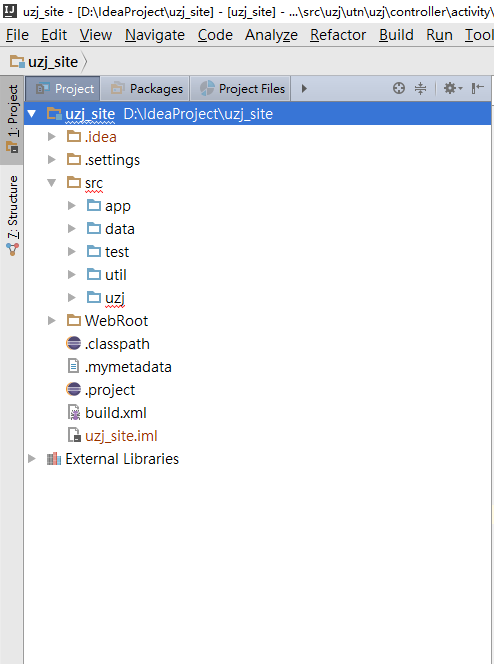 uzj_site - [D:\IdeaProject\uzj_site] - [uzj_site] - ...\src\uzj\utn\uzj\controller\activity\
File Edit View Navigate Code Analyze Refactor Build Run Tool
uzj_site
1: Project
7: Structure
Project Packages Project Files
uzj_site D:\IdeaProject\uzj_site
.idea
.settings
src
app
data
test
util
uzj
WebRoot
.classpath
.mymetadata
.project
build.xml
uzj_site.iml
External Libraries